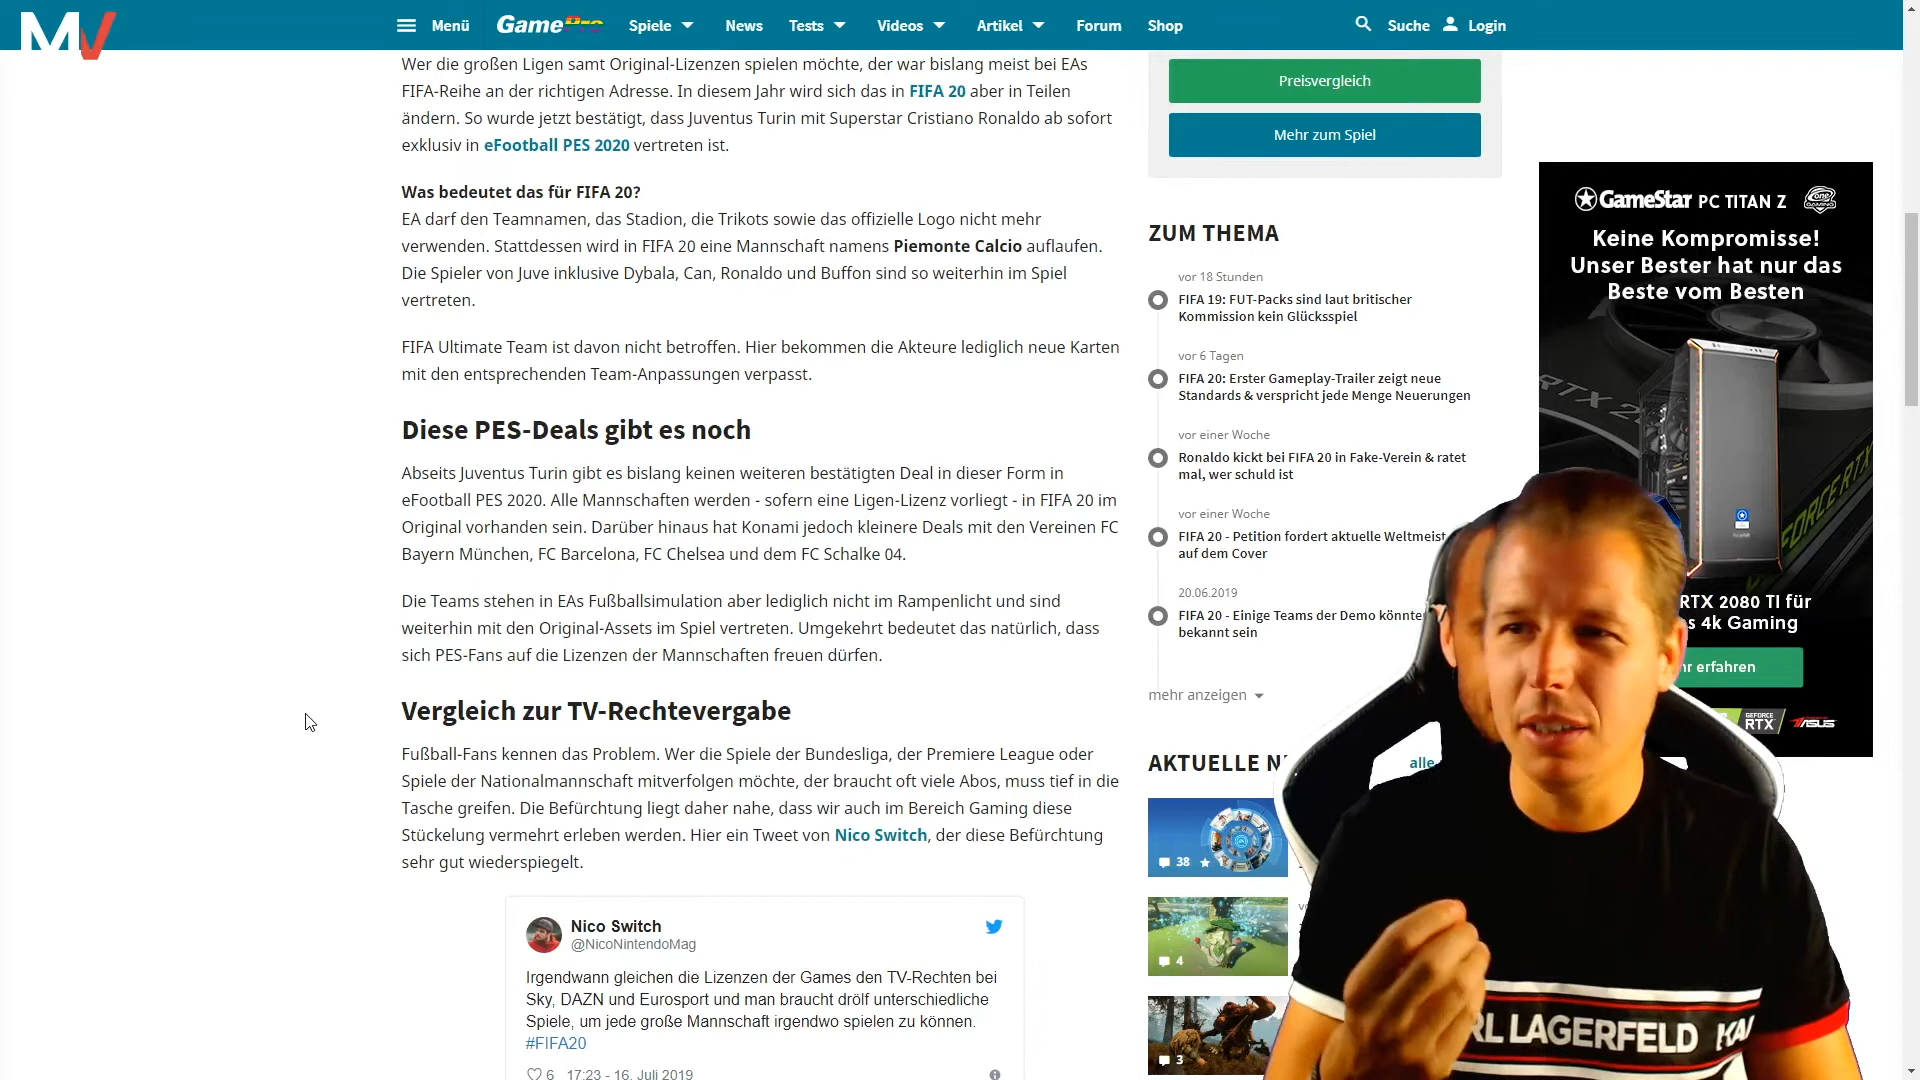 MV
Menü
GamePro
Spiele
News
Tests
Videos
Artikel
Forum
Shop
Suche
Login
Wer die großen Ligen samt Original-Lizenzen spielen möchte, der war bislang meist bei EAs
FIFA-Reihe an der richtigen Adresse. In diesem Jahr wird sich das in FIFA 20 aber in Teilen
ändern. So wurde jetzt bestätigt, dass Juventus Turin mit Superstar Cristiano Ronaldo ab sofort
exklusiv in eFootball PES 2020 vertreten ist.
Was bedeutet das für FIFA 20?
EA darf den Teamnamen, das Stadion, die Trikots sowie das offizielle Logo nicht mehr
verwenden. Stattdessen wird in FIFA 20 eine Mannschaft namens Piemonte Calcio auflaufen.
Die Spieler von Juve inklusive Dybala, Can, Ronaldo und Buffon sind so weiterhin im Spiel
vertreten.
FIFA Ultimate Team ist davon nicht betroffen. Hier bekommen die Akteure lediglich neue Karten
mit den entsprechenden Team-Anpassungen verpasst.
Diese PES-Deals gibt es noch
Abseits Juventus Turin gibt es bislang keinen weiteren bestätigten Deal in dieser Form in
eFootball PES 2020. Alle Mannschaften werden - sofern eine Ligen-Lizenz vorliegt - in FIFA 20 im
Original vorhanden sein. Darüber hinaus hat Konami jedoch kleinere Deals mit den Vereinen FC
Bayern München, FC Barcelona, FC Chelsea und dem FC Schalke 04.
Die Teams stehen in EAs Fußballsimulation aber lediglich nicht im Rampenlicht und sind
weiterhin mit den Original-Assets im Spiel vertreten. Umgekehrt bedeutet das natürlich, dass
sich PES-Fans auf die Lizenzen der Mannschaften freuen dürfen.
Vergleich zur TV-Rechtevergabe
Fußball-Fans kennen das Problem. Wer die Spiele der Bundesliga, der Premiere League oder
Spiele der Nationalmannschaft mitverfolgen möchte, der braucht oft viele Abos, muss tief in die
Tasche greifen. Die Befürchtung liegt daher nahe, dass wir auch im Bereich Gaming diese
Stückelung vermehrt erleben werden. Hier ein Tweet von Nico Switch, der diese Befürchtung
sehr gut wiederspiegelt.
Nico Switch
@NicoNintendoMag
Irgendwann gleichen die Lizenzen der Games den TV-Rechten bei
Sky, DAZN und Eurosport und man braucht drölf unterschiedliche
Spiele, um jede große Mannschaft irgendwo spielen zu können.
#FIFA20
6 17:23 - 16. Juli 2019
Preisvergleich
Mehr zum Spiel
ZUM THEMA
vor 18 Stunden
FIFA 19: FUT-Packs sind laut britischer
Kommission kein Glücksspiel
vor 6 Tagen
FIFA 20: Erster Gameplay-Trailer zeigt neue
Standards & verspricht jede Menge Neuerungen
vor einer Woche
Ronaldo kickt bei FIFA 20 in Fake-Verein & ratet
mal, wer schuld ist
vor einer Woche
FIFA 20 - Petition fordert aktuelle Weltmeist
auf dem Cover
20.06.2019
FIFA 20 - Einige Teams der Demo könnte
bekannt sein
mehr anzeigen
AKTUELLE N
alle
38
4
3
GameStar PC TITAN Z
Keine Kompromisse!
Unser Bester hat nur das
Beste vom Besten
RTX 2080 TI für
s 4k Gaming
hr erfahren
GEFORCE
RTX
ASUS
RL LAGERFELD KA